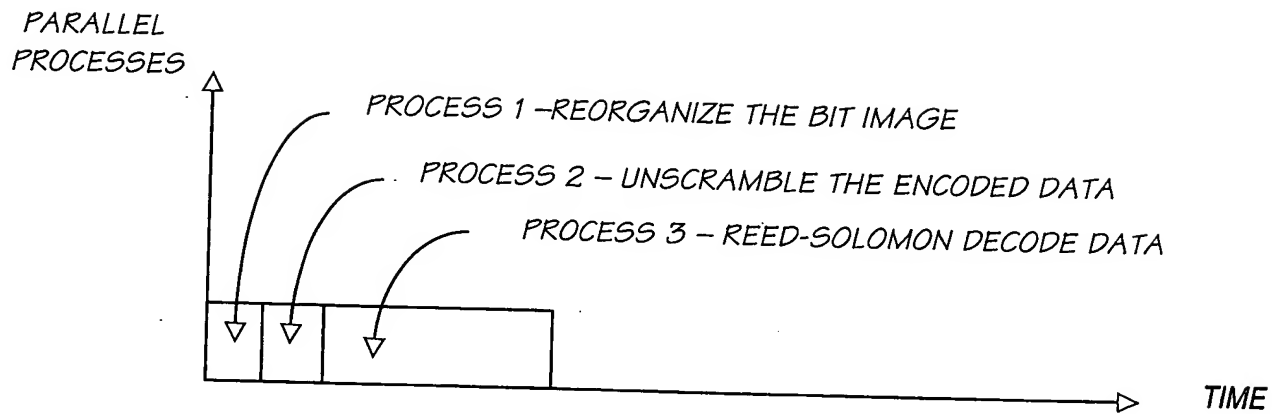 PARALLEL
PROCESSES
PROCESS 1 –REORGANIZE THE BIT IMAGE
PROCESS 2 – UNSCRAMBLE THE ENCODED DATA
PROCESS 3 – REED-SOLOMON DECODE DATA
TIME